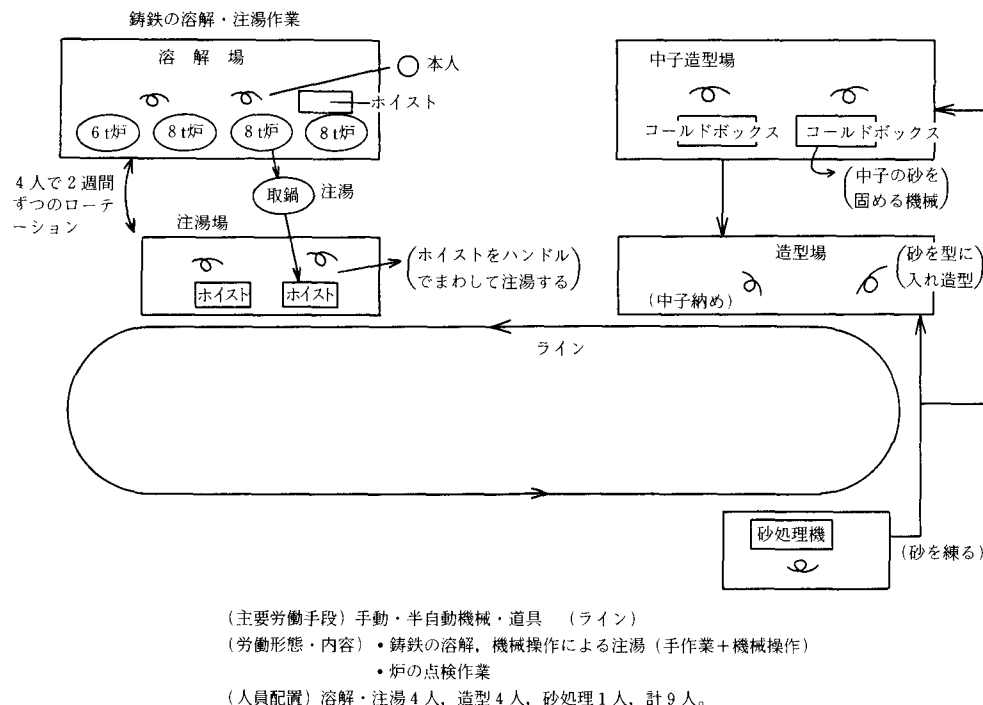 鋳鉄の溶解・注湯作業
溶解場
本人
ホイスト
6t炉
8t炉
8t炉
8t炉
4人で2週間
ずつのローテ
ーション
取鍋
注湯
注湯場
ホイスト
ホイスト
(ホイストをハンドル
でまわして注湯する)
中子造型場
コールドボックス
コールドボックス
(中子の砂を
固める機械)
造型場
(砂を型に
入れ造型)
(中子納め)
ライン
砂処理機
(砂を練る)
(主要労働手段)手動・半自動機械・道具 (ライン)
(労働形態・内容)・鋳鉄の溶解,機械操作による注湯(手作業+機械操作)
・炉の点検作業
(人員配置)溶解・注湯4人,造型4人,砂処理1人,計9人。